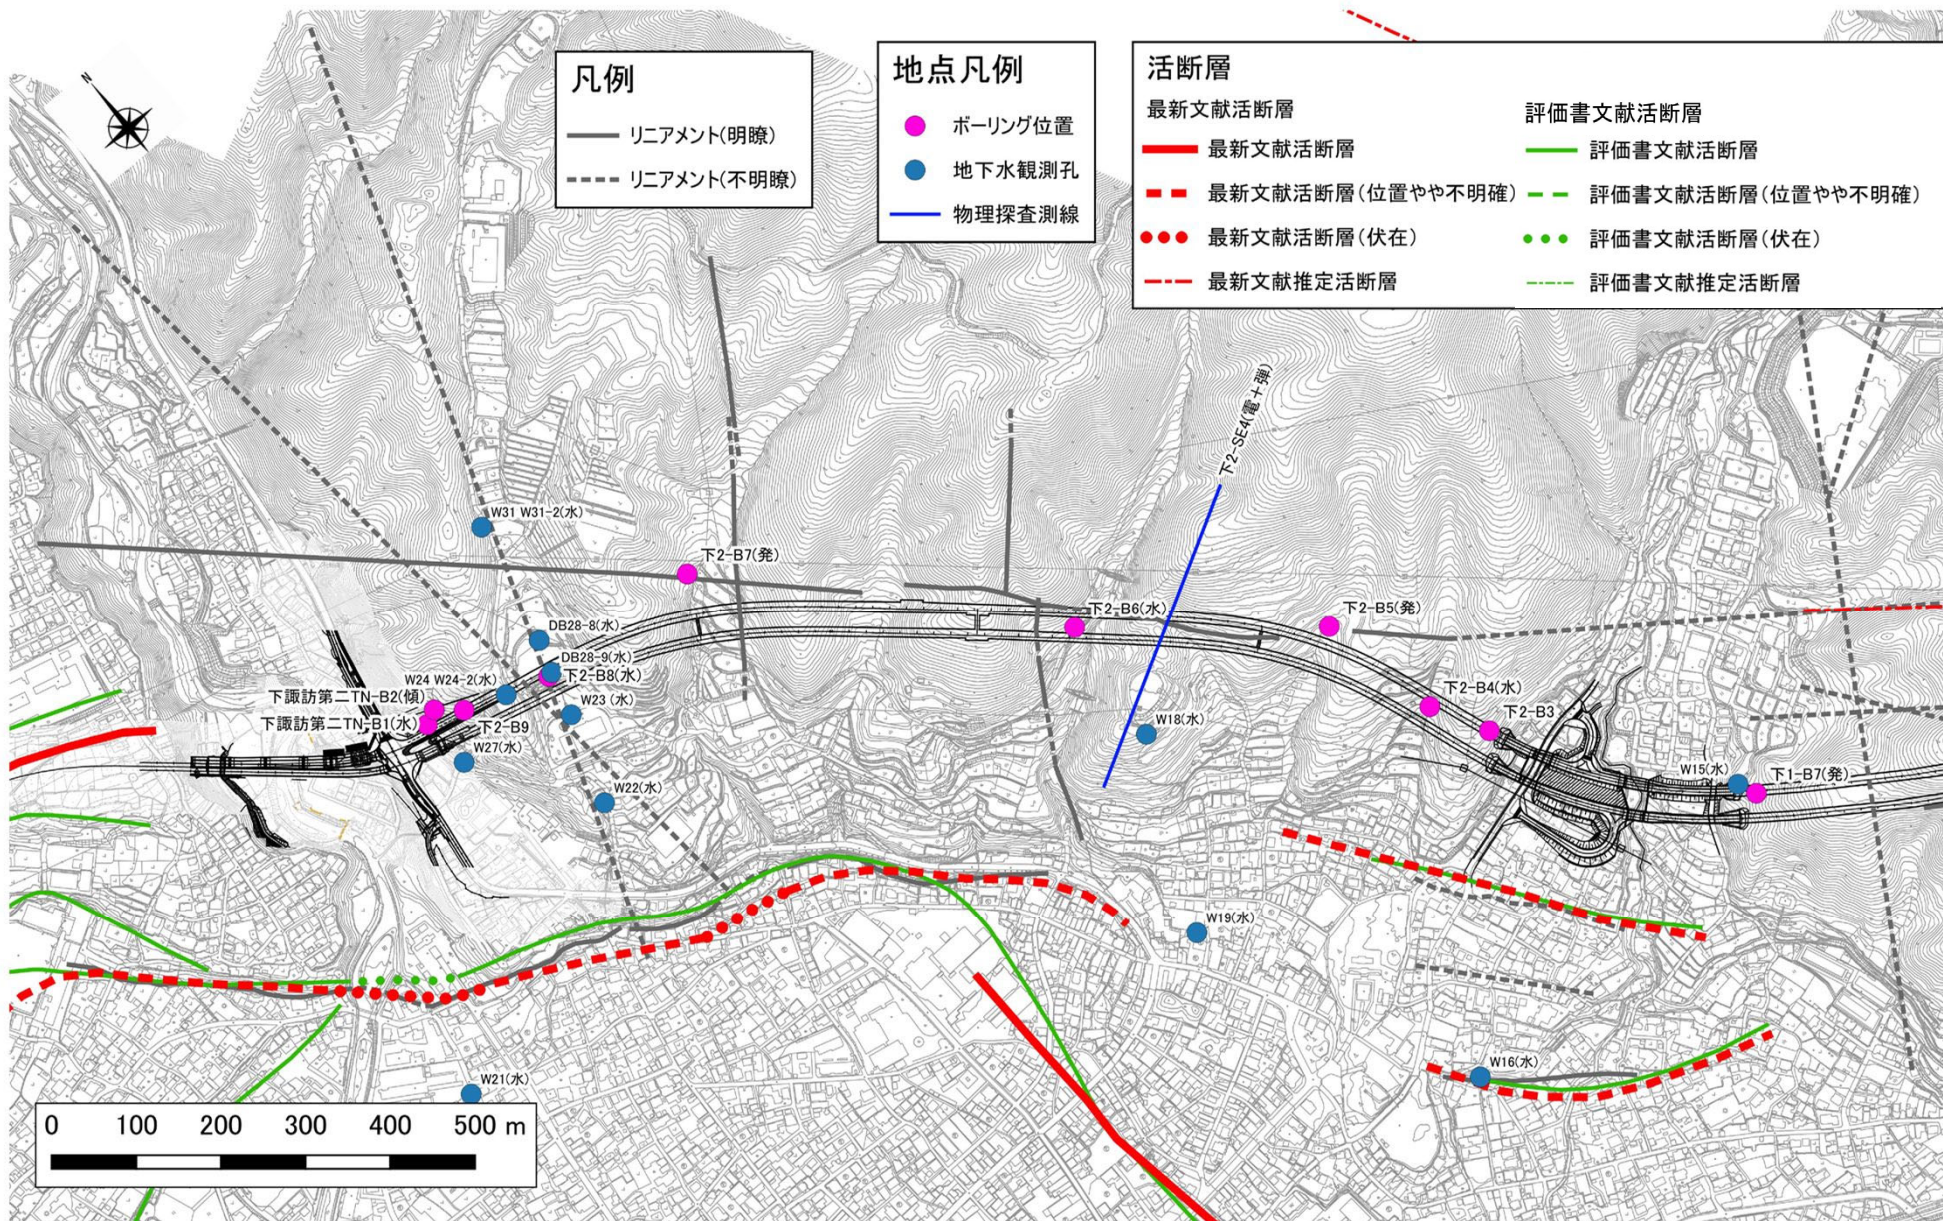 N
凡例
リニアメント(明瞭)
リニアメント(不明瞭)
地点凡例
ボーリング位置
地下水観測孔
物理探査測線
活断層
最新文献活断層
評価書文献活断層
最新文献活断層
評価書文献活断層
最新文献活断層(位置やや不明確)
評価書文献活断層(位置やや不明確)
最新文献活断層(伏在)
評価書文献活断層(伏在)
最新文献推定活断層
評価書文献推定活断層
下2-SE4(電+弾)
W31 W31-2(水)
下2-B7(発)
下2-B6(水)
下2-B5(発)
DB28-8(水)
DB28-9(水)
下2-B8(水)
W24 W24-2(水)
下諏訪第二TN-B2(傾)
下諏訪第二TN-B1(水)
下2-B9
W23 (水)
W27(水)
W22(水)
W18(水)
下2-B4(水)
下2-B3
W15(水)
下1-B7(発)
W19(水)
W16(水)
W21(水)
0 100 200 300 400 500 m